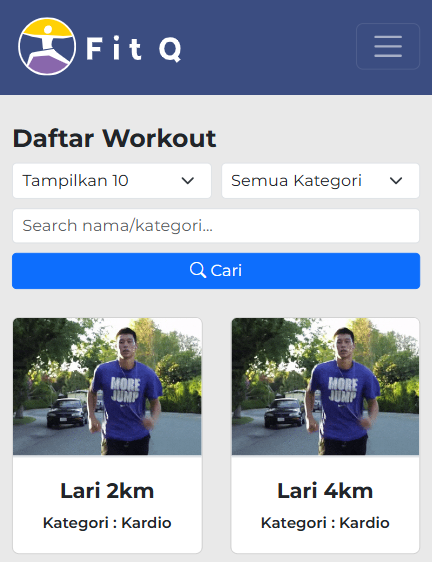 Fit Q
Daftar Workout
Tampilkan 10
Semua Kategori
Search nama/kategori...
Cari
MORE
JUMP
MORE
JUMP
Lari 2km
Lari 4km
Kategori : Kardio
Kategori : Kardio